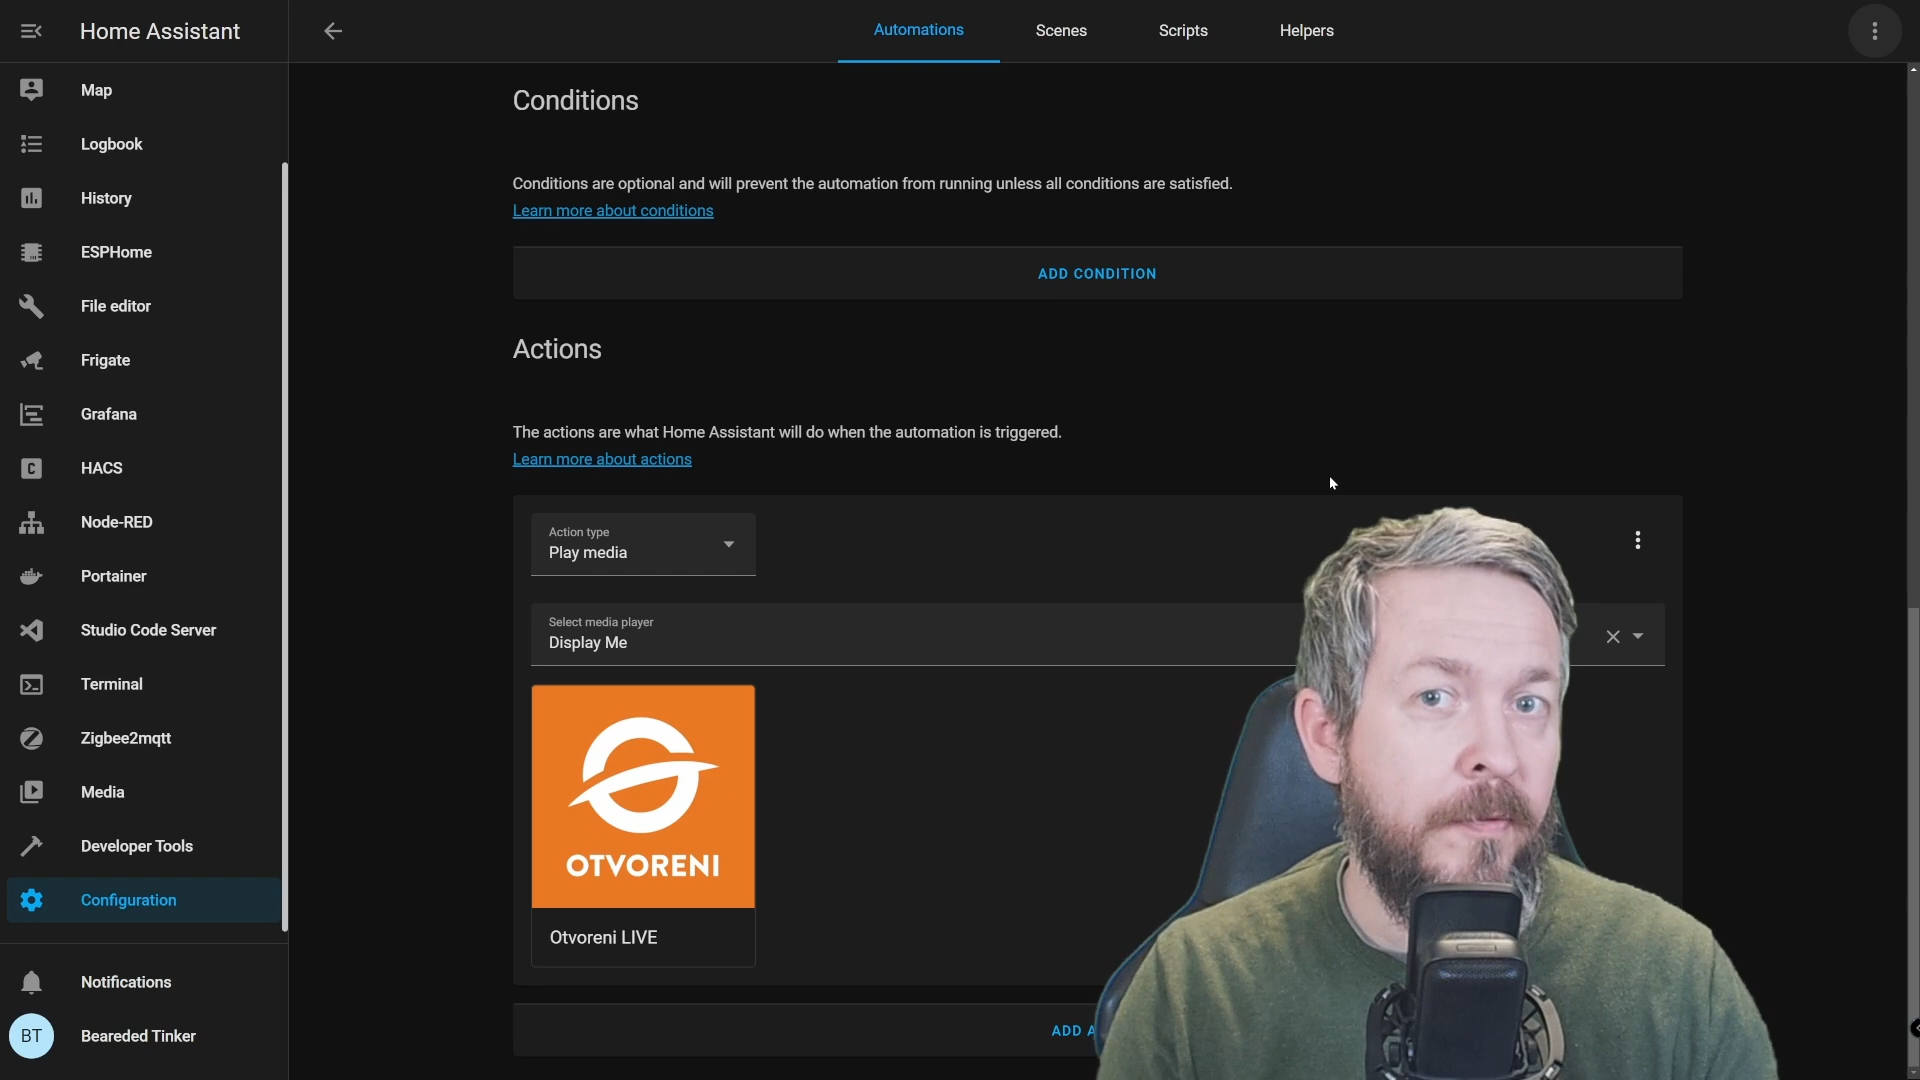 Home Assistant
Automations
Scenes
Scripts
Helpers
Map
Logbook
History
ESPHome
File editor
Frigate
Grafana
C
HACS
Node-RED
Portainer
Studio Code Server
Terminal
Zigbee2mqtt
Media
Developer Tools
Configuration
Notifications
BT
Beareded Tinker
Conditions
Conditions are optional and will prevent the automation from running unless all conditions are satisfied.
Learn more about conditions
ADD CONDITION
Actions
The actions are what Home Assistant will do when the automation is triggered.
Learn more about actions
Action type
Play media
Select media player
Display Me
OTVORENI
Otvoreni LIVE
ADD A